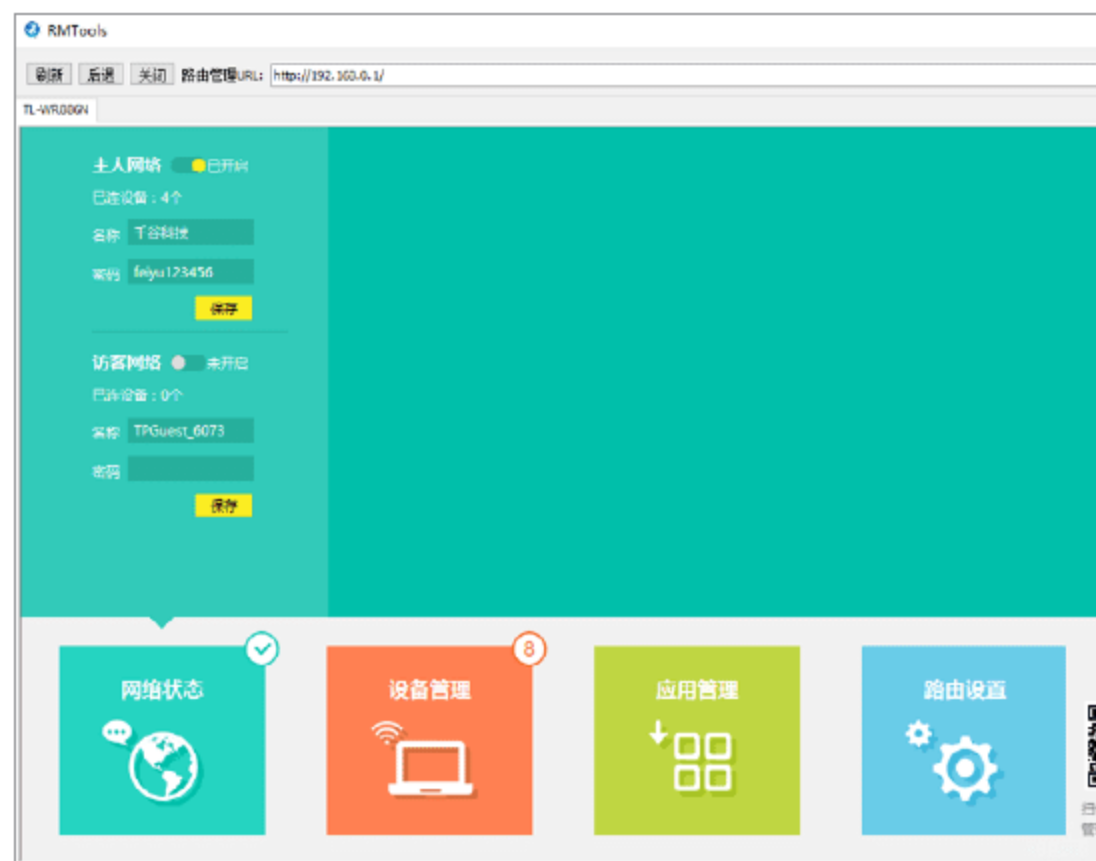 RMTools
刷新 后退 关闭 路由管理URL: http://192.168.0.1/
TL-WR886N
主人网络 已开启
已连设备：4个
名称 千谷科技
密码 feiyu123456
保存
访客网络 未开启
已连设备：0个
名称 TPGuest_6073
密码
保存
8
网络状态 设备管理 应用管理 路由设置
扫
管